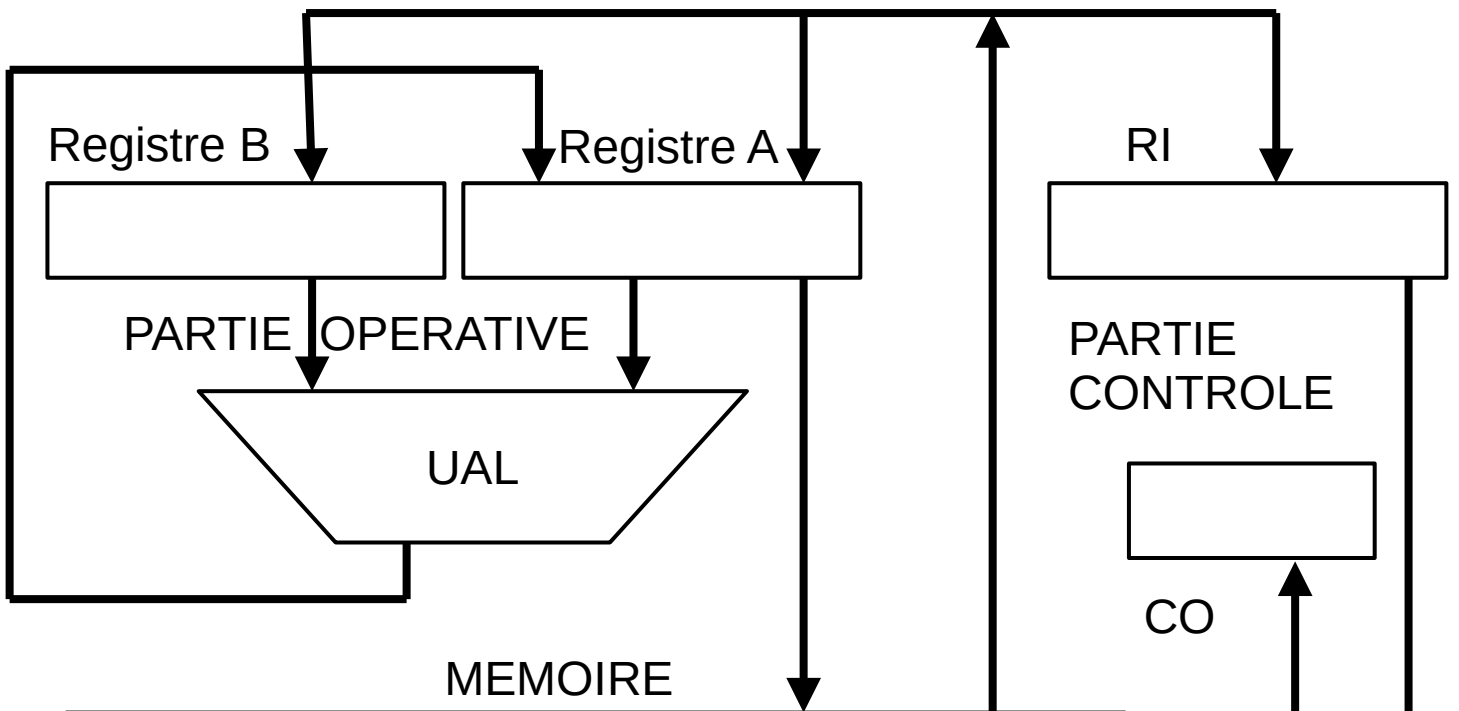 Registre B
Registre A
RI
PARTIE OPERATIVE
PARTIE
CONTROLE
UAL
CO
MEMOIRE